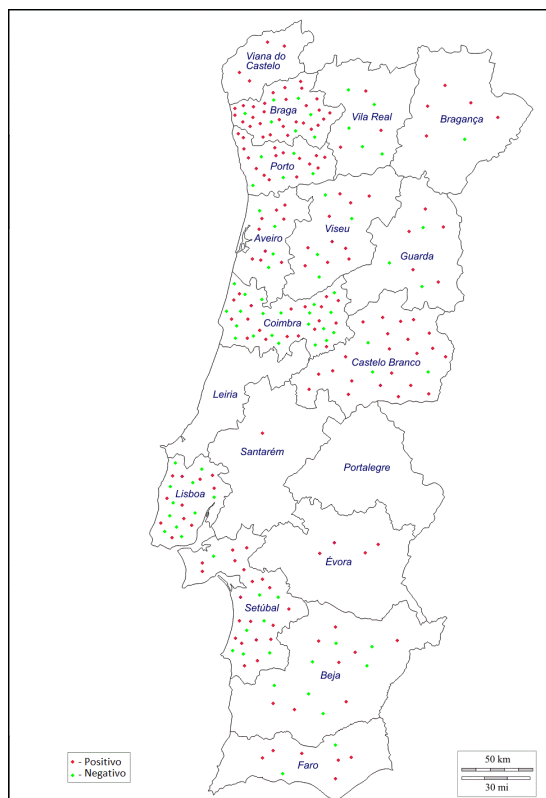 Viana do
Castelo
Braga
Vila Real
Bragança
Porto
Aveiro
Viseu
Guarda
Coimbra
Castelo Branco
Leiria
Santarém
Portalegre
Lisboa
Évora
Setúbal
Beja
Faro
- Positivo
- Negativo
50 km
30 mi